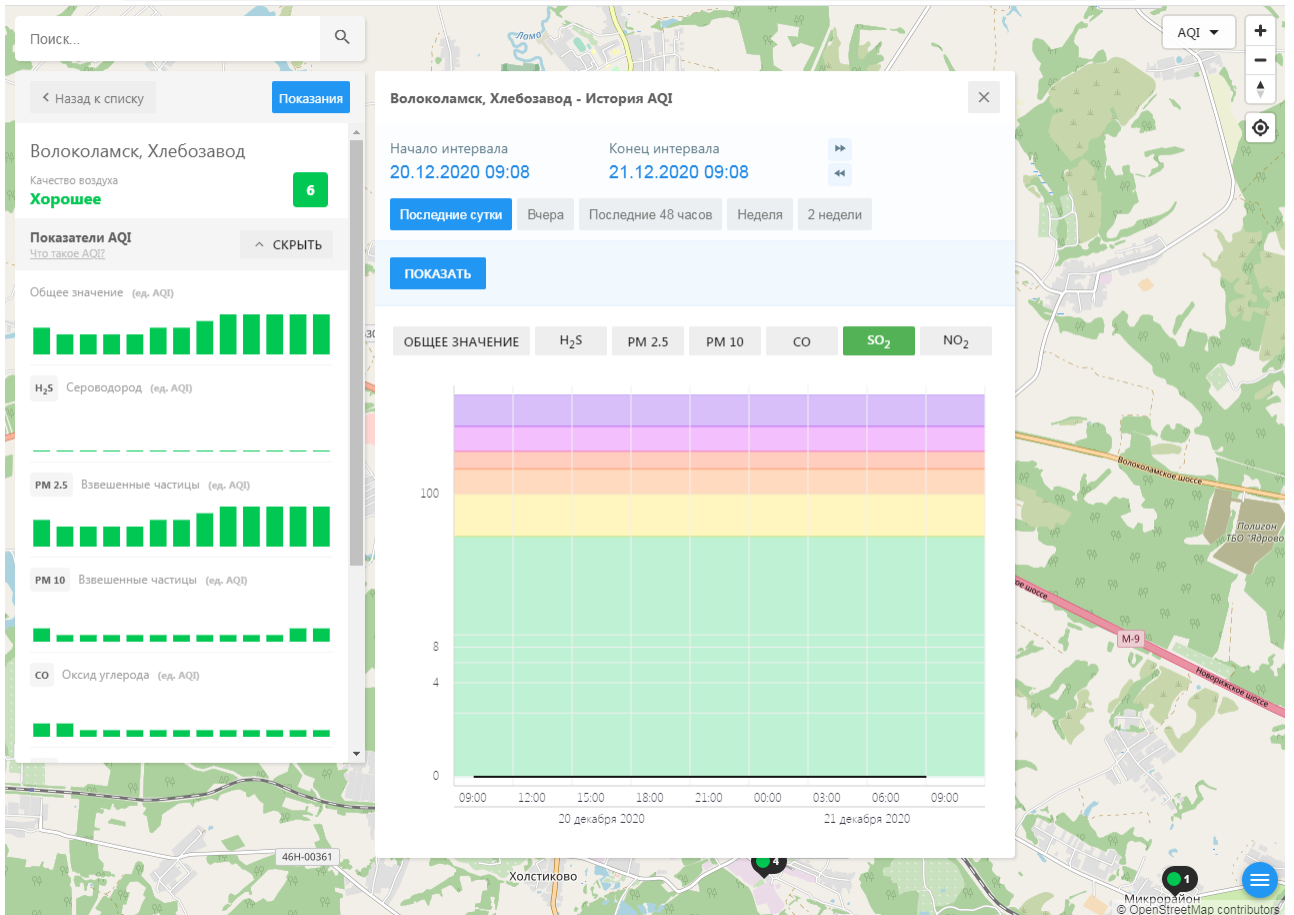 Поиск...
Назад к списку
Показания
Волоколамск, Хлебозавод
Качество воздуха
Хорошее
6
Показатели AQI
Что такое AQI?
СКРЫТЬ
Общее значение (ед. AQI)
H₂S Сероводород (ед. AQI)
PM 2.5 Взвешенные частицы (ед. AQI)
PM 10 Взвешенные частицы (ед. AQI)
CO Оксид углерода (ед. AQI)
Волоколамск, Хлебозавод - История AQI
Начало интервала
20.12.2020 09:08
Конец интервала
21.12.2020 09:08
Последние сутки
Вчера
Последние 48 часов
Неделя
2 недели
ПОКАЗАТЬ
ОБЩЕЕ ЗНАЧЕНИЕ
H₂S
PM 2.5
PM 10
CO
SO₂
NO₂
100
8
4
0
09:00 12:00 15:00 18:00 21:00 00:00 03:00 06:00 09:00
20 декабря 2020 21 декабря 2020
AQI
Ломо
Волоколамское шоссе
Полигон
ТБО "Ядрово
М-9
Новорижское шоссе
46Н-00361
Холстиково
4
1
Микрорайон
© OpenStreetMap contributors